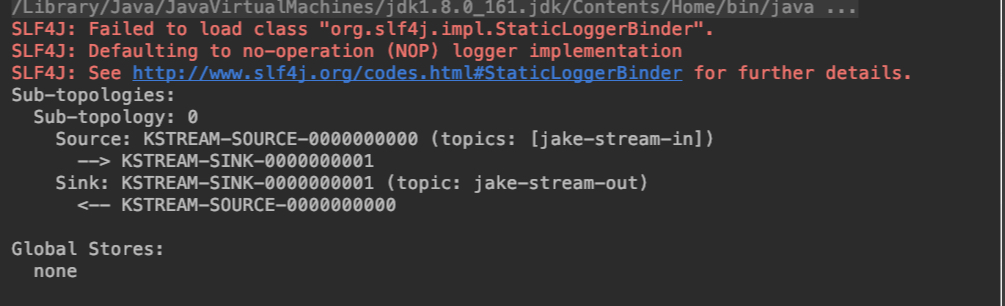 /Library/Java/JavaVirtualMachines/jdk1.8.0_161.jdk/Contents/Home/bin/java ...
SLF4J: Failed to load class "org.slf4j.impl.StaticLoggerBinder".
SLF4J: Defaulting to no-operation (NOP) logger implementation
SLF4J: See http://www.slf4j.org/codes.html#StaticLoggerBinder for further details.
Sub-topologies:
  Sub-topology: 0
    Source: KSTREAM-SOURCE-0000000000 (topics: [jake-stream-in])
      --> KSTREAM-SINK-0000000001
    Sink: KSTREAM-SINK-0000000001 (topic: jake-stream-out)
      <-- KSTREAM-SOURCE-0000000000

Global Stores:
  none